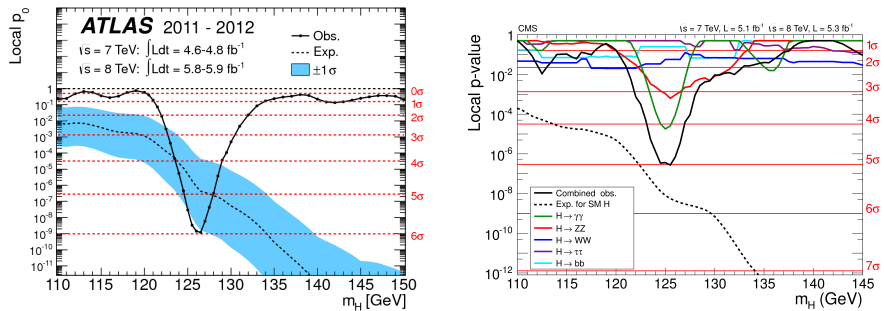 ATLAS 2011 - 2012
√s = 7 TeV: ∫Ldt = 4.6-4.8 fb⁻¹
√s = 8 TeV: ∫Ldt = 5.8-5.9 fb⁻¹
Obs.
Exp.
±1 σ
Local p₀
1
10⁻¹
10⁻²
10⁻³
10⁻⁴
10⁻⁵
10⁻⁶
10⁻⁷
10⁻⁸
10⁻⁹
10⁻¹⁰
10⁻¹¹
0σ
1σ
2σ
3σ
4σ
5σ
6σ
110 115 120 125 130 135 140 145 150
m_H [GeV]
CMS √s = 7 TeV, L = 5.1 fb⁻¹ √s = 8 TeV, L = 5.3 fb⁻¹
Local p-value
1
10⁻²
10⁻⁴
10⁻⁶
10⁻⁸
10⁻¹⁰
10⁻¹²
1σ
2σ
3σ
4σ
5σ
6σ
7σ
Combined obs.
Exp. for SM H
H → γγ
H → ZZ
H → WW
H → ττ
H → bb
110 115 120 125 130 135 140 145
m_H (GeV)